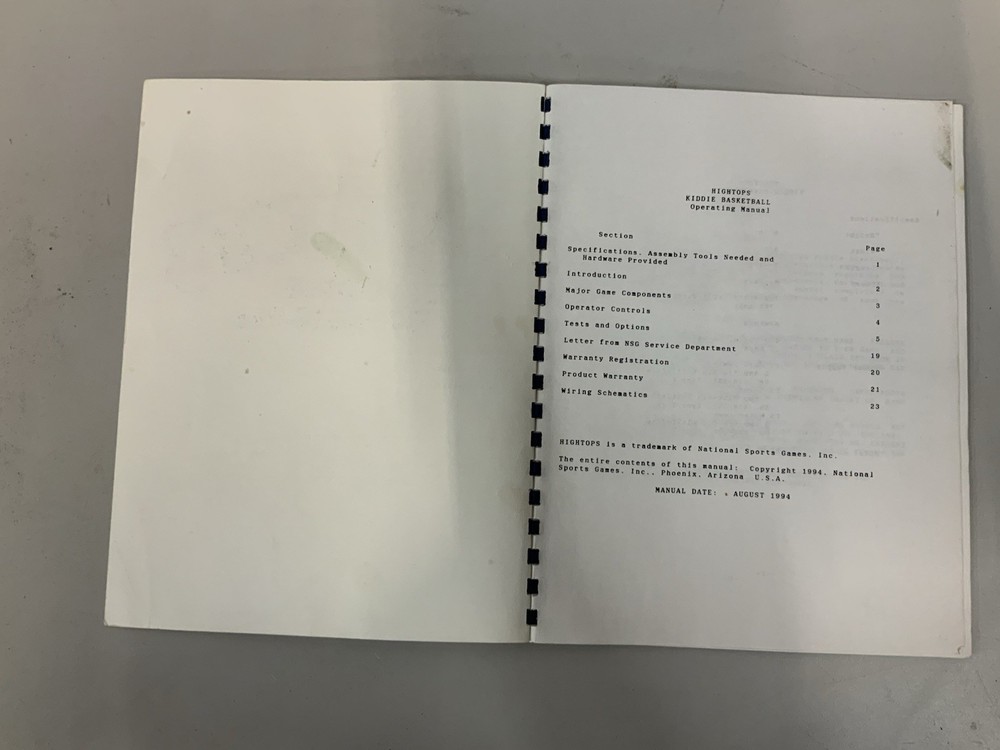 HIGHTOPS
KIDDIE BASKETBALL
Operating Manual
Section Page
Specifications. Assembly Tools Needed and
Hardware Provided 1
Introduction 2
Major Game Components 3
Operator Controls 4
Tests and Options 5
Letter from NSG Service Department 19
Warranty Registration 20
Product Warranty 21
Wiring Schematics 23
HIGHTOPS is a trademark of National Sports Games. Inc.
The entire contents of this manual: Copyright 1994. National
Sports Games. Inc.. Phoenix. Arizona U.S.A.
MANUAL DATE: AUGUST 1994